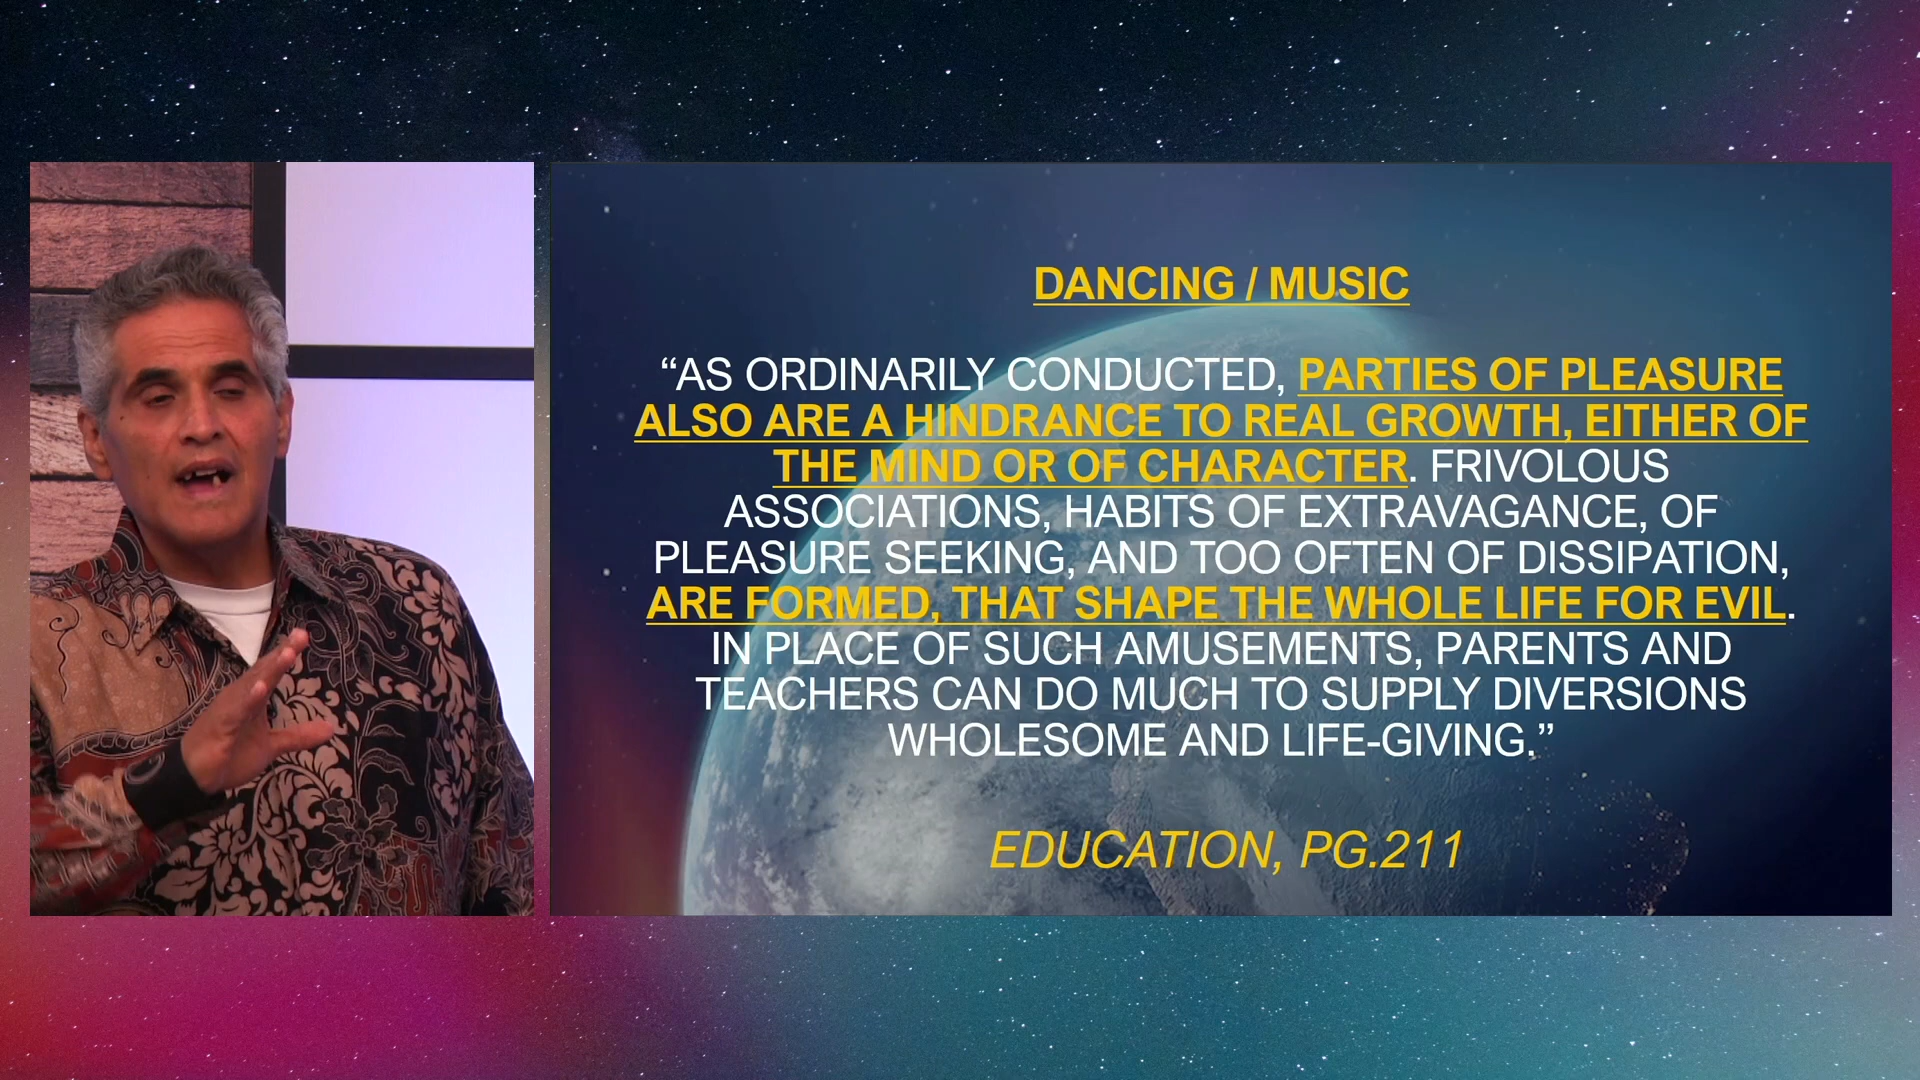 DANCING / MUSIC
“AS ORDINARILY CONDUCTED, PARTIES OF PLEASURE
ALSO ARE A HINDRANCE TO REAL GROWTH, EITHER OF
THE MIND OR OF CHARACTER. FRIVOLOUS
ASSOCIATIONS, HABITS OF EXTRAVAGANCE, OF
PLEASURE SEEKING, AND TOO OFTEN OF DISSIPATION,
ARE FORMED, THAT SHAPE THE WHOLE LIFE FOR EVIL.
IN PLACE OF SUCH AMUSEMENTS, PARENTS AND
TEACHERS CAN DO MUCH TO SUPPLY DIVERSIONS
WHOLESOME AND LIFE-GIVING.”
EDUCATION, PG.211